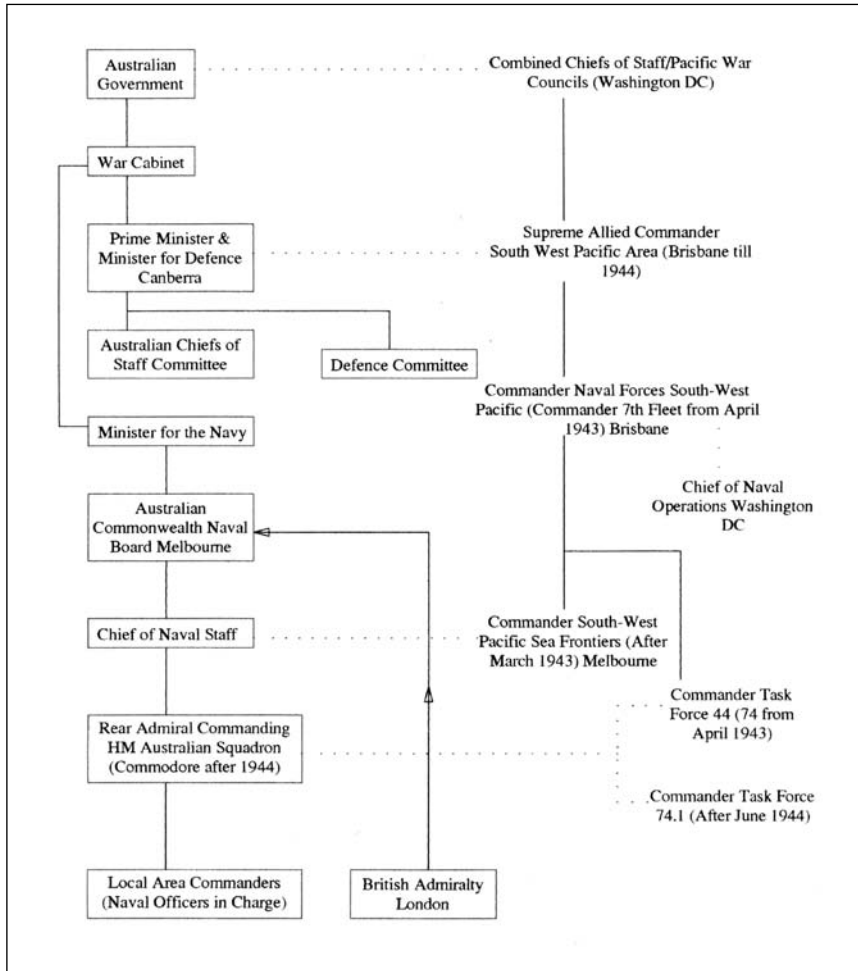 Australian
Government
Combined Chiefs of Staff/Pacific War
Councils (Washington DC)
War Cabinet
Prime Minister &
Minister for Defence
Canberra
Supreme Allied Commander
South West Pacific Area (Brisbane till
1944)
Australian Chiefs of
Staff Committee
Defence Committee
Commander Naval Forces South-West
Pacific (Commander 7th Fleet from April
1943) Brisbane
Minister for the Navy
Chief of Naval
Operations Washington
DC
Australian
Commonwealth Naval
Board Melbourne
Chief of Naval Staff
Commander South-West
Pacific Sea Frontiers (After
March 1943) Melbourne
Commander Task
Force 44 (74 from
April 1943)
Rear Admiral Commanding
HM Australian Squadron
(Commodore after 1944)
Commander Task Force
74.1 (After June 1944)
Local Area Commanders
(Naval Officers in Charge)
British Admiralty
London